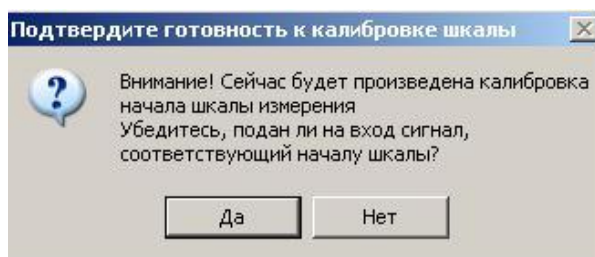 Подтвердите готовность к калибровке шкалы
Внимание! Сейчас будет произведена калибровка
начала шкалы измерения
Убедитесь, подан ли на вход сигнал,
соответствующий началу шкалы?
Да
Нет